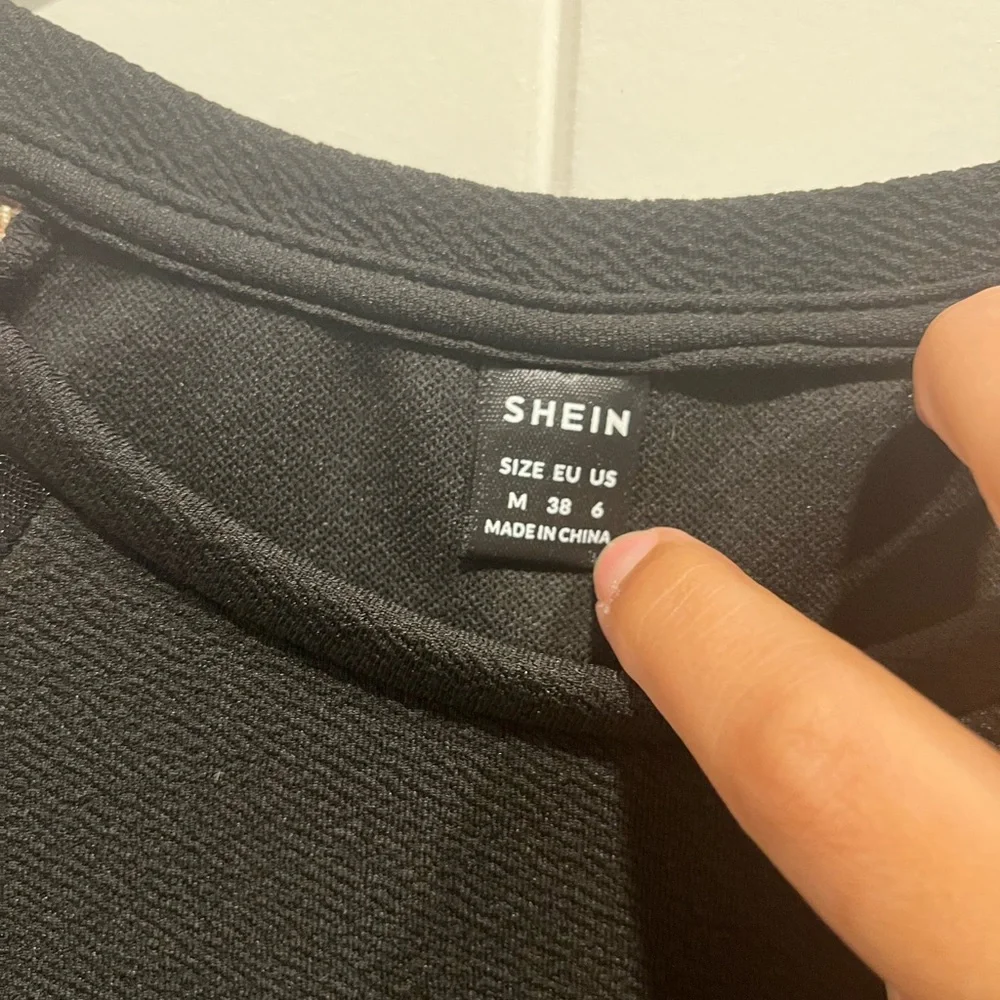 SHEIN
SIZE EU US
M 38 6
MADE IN CHINA